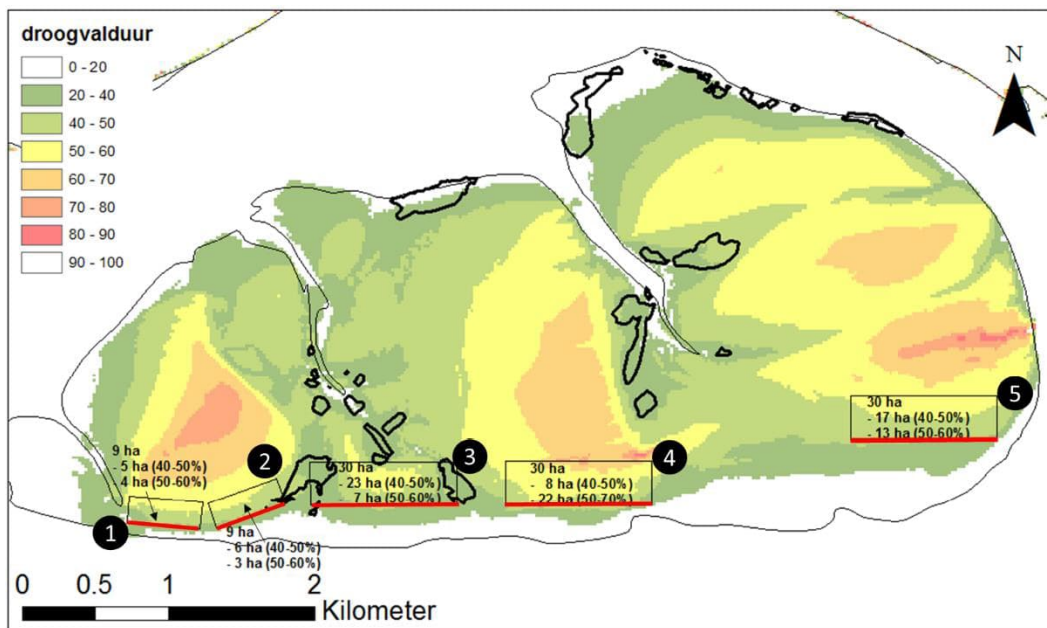 droogvalduur
0 - 20
20 - 40
40 - 50
50 - 60
60 - 70
70 - 80
80 - 90
90 - 100
N
9 ha
- 5 ha (40-50%)
- 4 ha (50-60%)
1
2
9 ha
- 6 ha (40-50%)
- 3 ha (50-60%)
30 ha
- 23 ha (40-50%)
- 7 ha (50-60%)
3
30 ha
- 8 ha (40-50%)
- 22 ha (50-70%)
4
30 ha
- 17 ha (40-50%)
- 13 ha (50-60%)
5
0 0.5 1 2
Kilometer